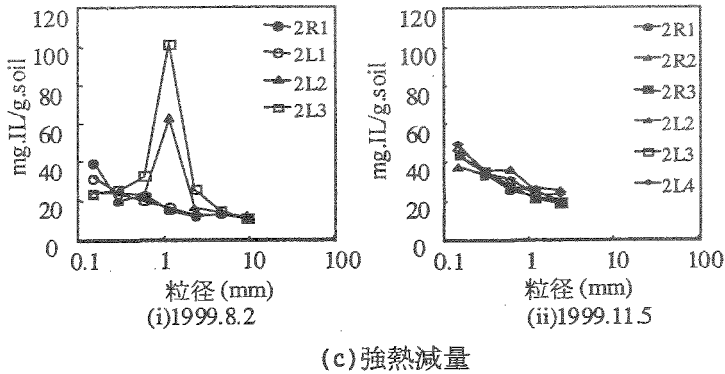 120
100
80
60
40
20
0
mg.IL/g.soil
2R1
2L1
2L2
2L3
0.1 1 10 100
粒径 (mm)
(i)1999.8.2
120
100
80
60
40
20
0
mg.IL/g.soil
2R1
2R2
2R3
2L2
2L3
2L4
0.1 1 10 100
粒径 (mm)
(ii)1999.11.5
(c)強熱減量